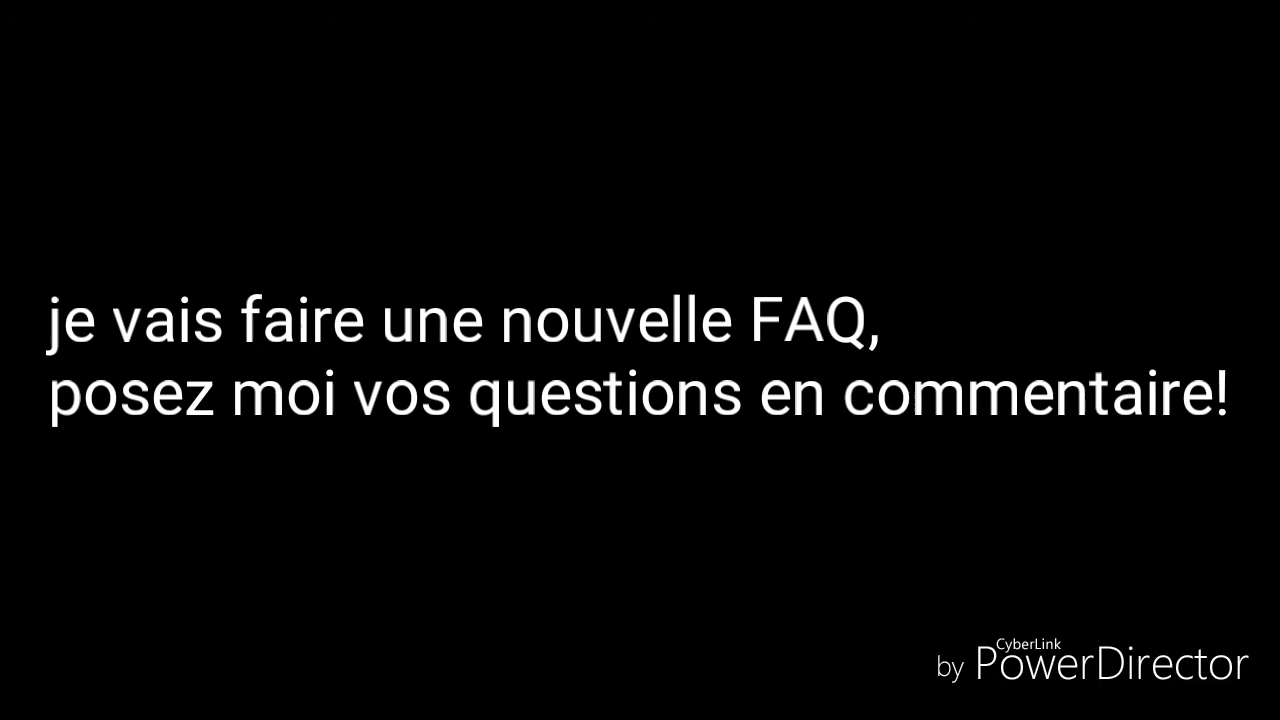 je vais faire une nouvelle FAQ,
posez moi vos questions en commentaire!
CyberLink
by PowerDirector